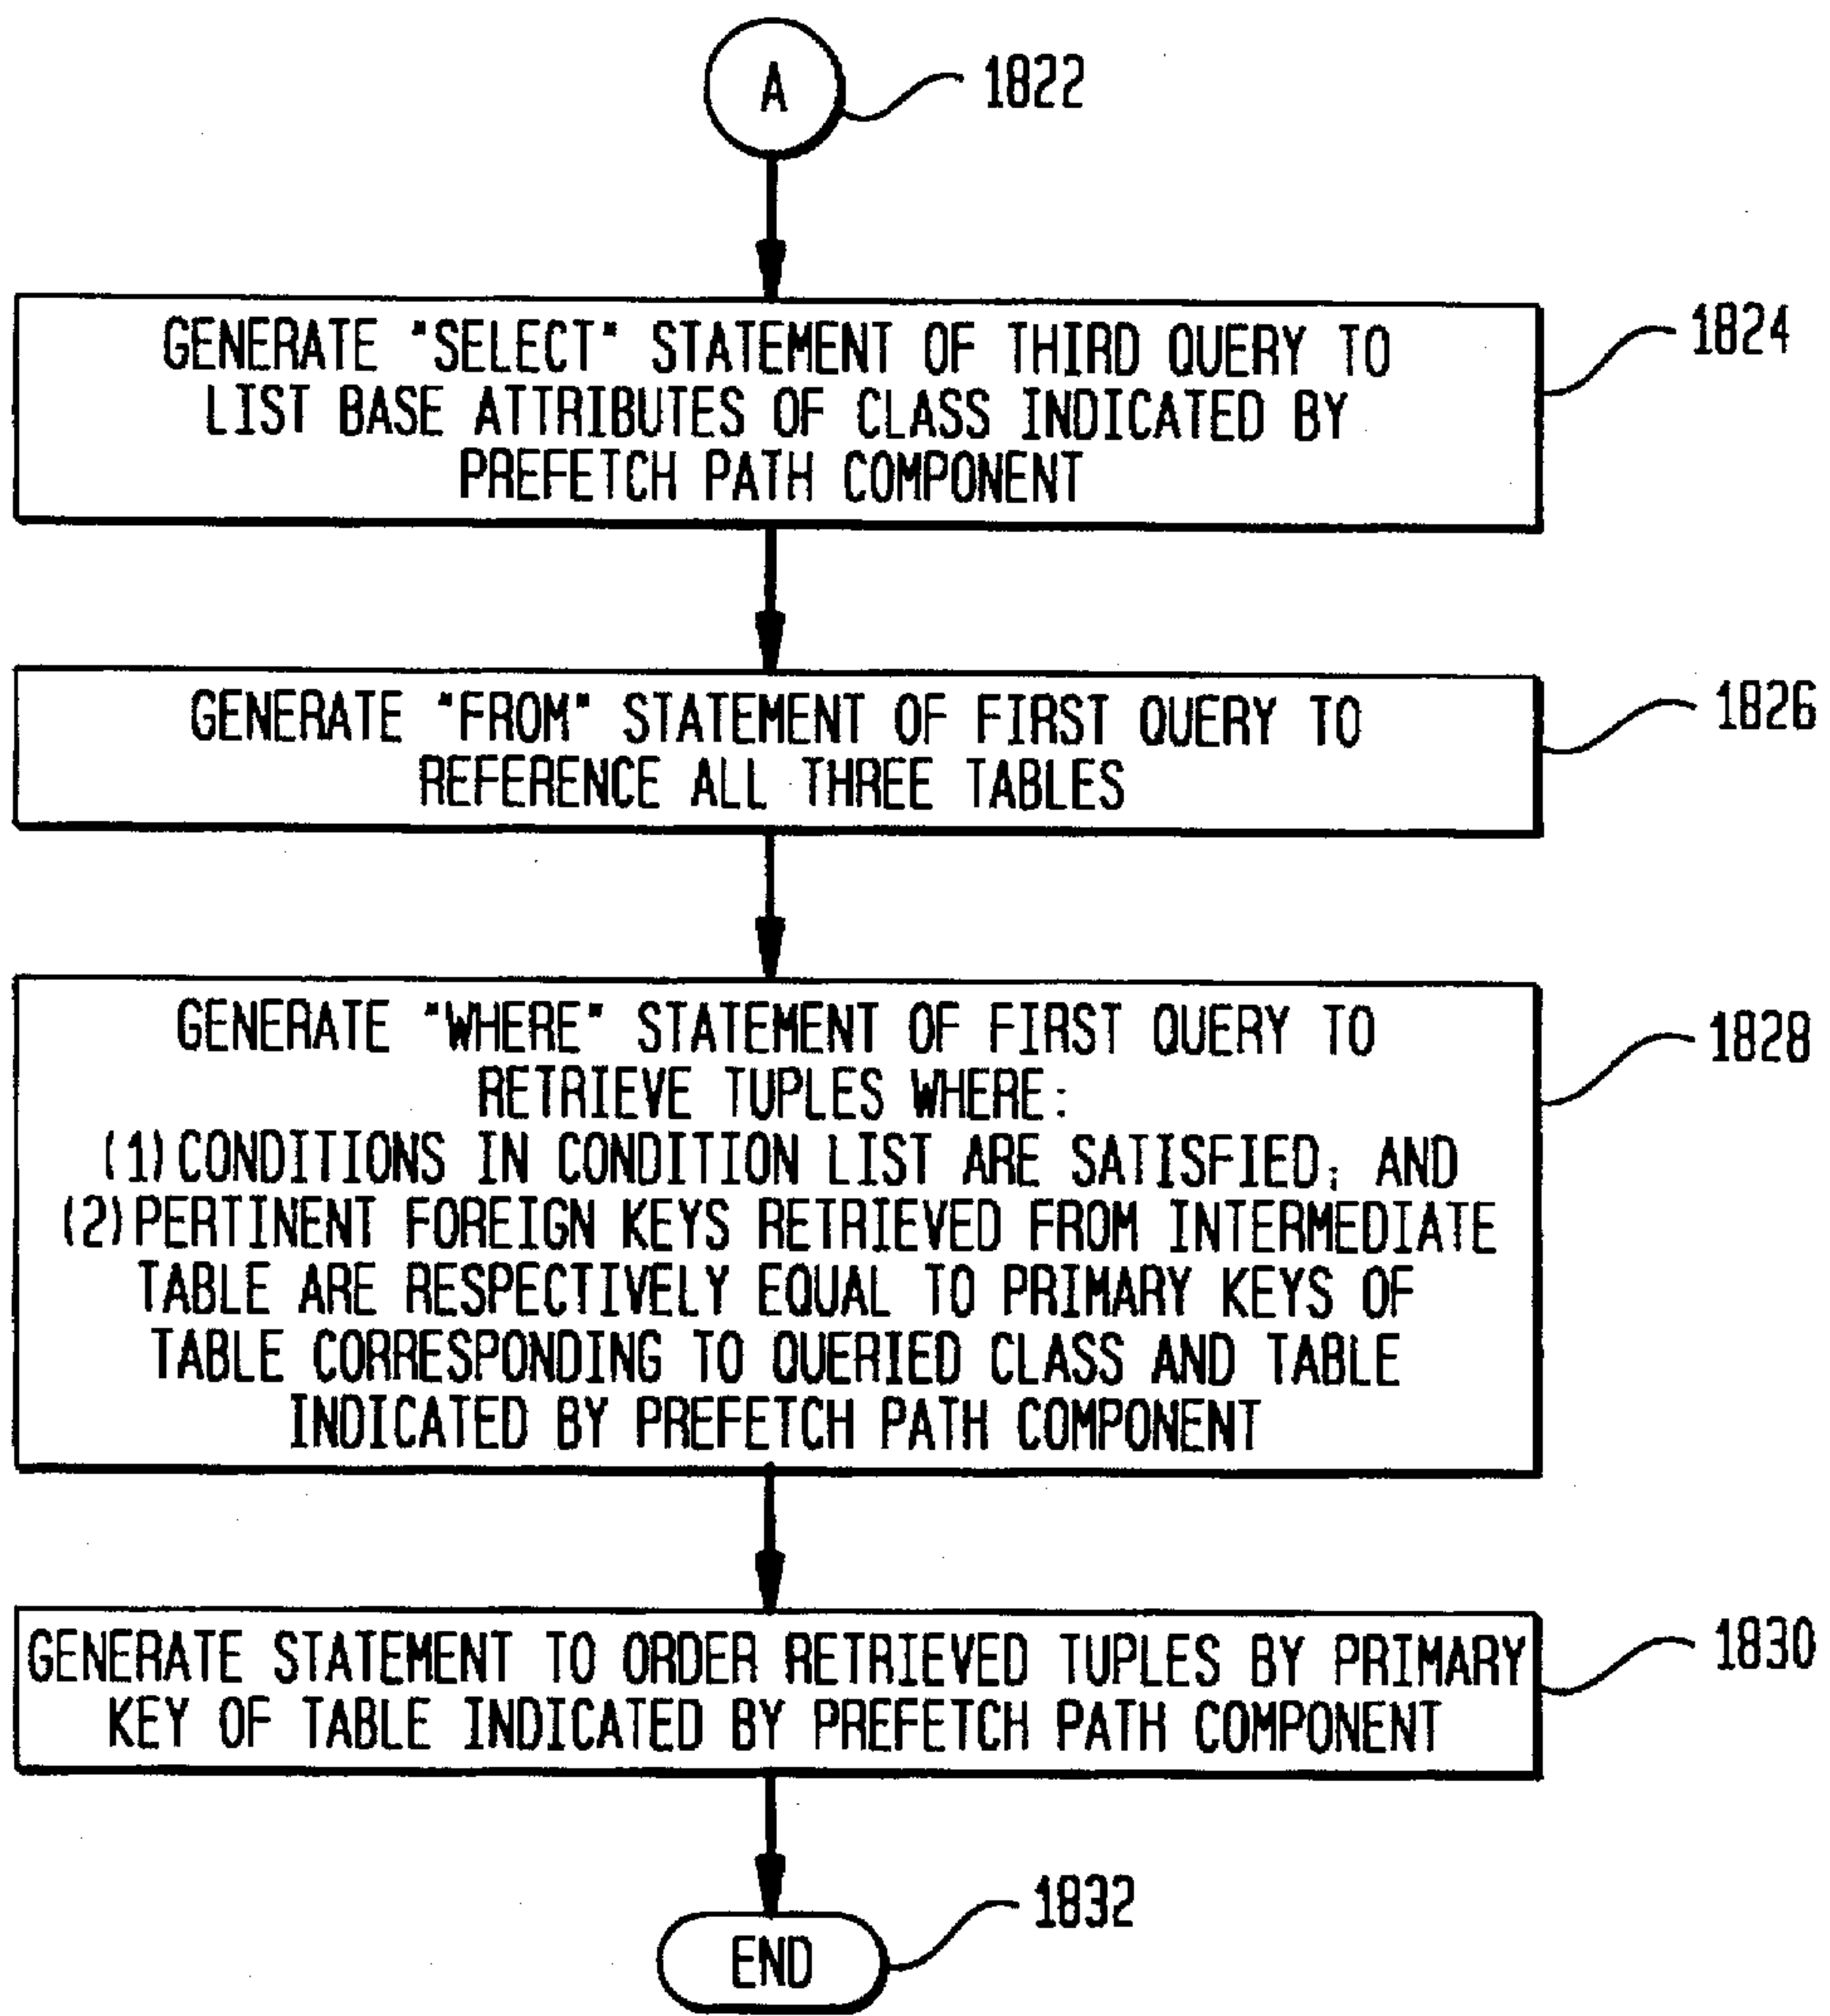 A
1822
GENERATE "SELECT" STATEMENT OF THIRD QUERY TO
LIST BASE ATTRIBUTES OF CLASS INDICATED BY
PREFETCH PATH COMPONENT
1824
GENERATE "FROM" STATEMENT OF FIRST QUERY TO
REFERENCE ALL THREE TABLES
1826
GENERATE "WHERE" STATEMENT OF FIRST QUERY TO
RETRIEVE TUPLES WHERE:
(1) CONDITIONS IN CONDITION LIST ARE SATISFIED; AND
(2) PERTINENT FOREIGN KEYS RETRIEVED FROM INTERMEDIATE
TABLE ARE RESPECTIVELY EQUAL TO PRIMARY KEYS OF
TABLE CORRESPONDING TO QUERIED CLASS AND TABLE
INDICATED BY PREFETCH PATH COMPONENT
1828
GENERATE STATEMENT TO ORDER RETRIEVED TUPLES BY PRIMARY
KEY OF TABLE INDICATED BY PREFETCH PATH COMPONENT
1830
END
1832